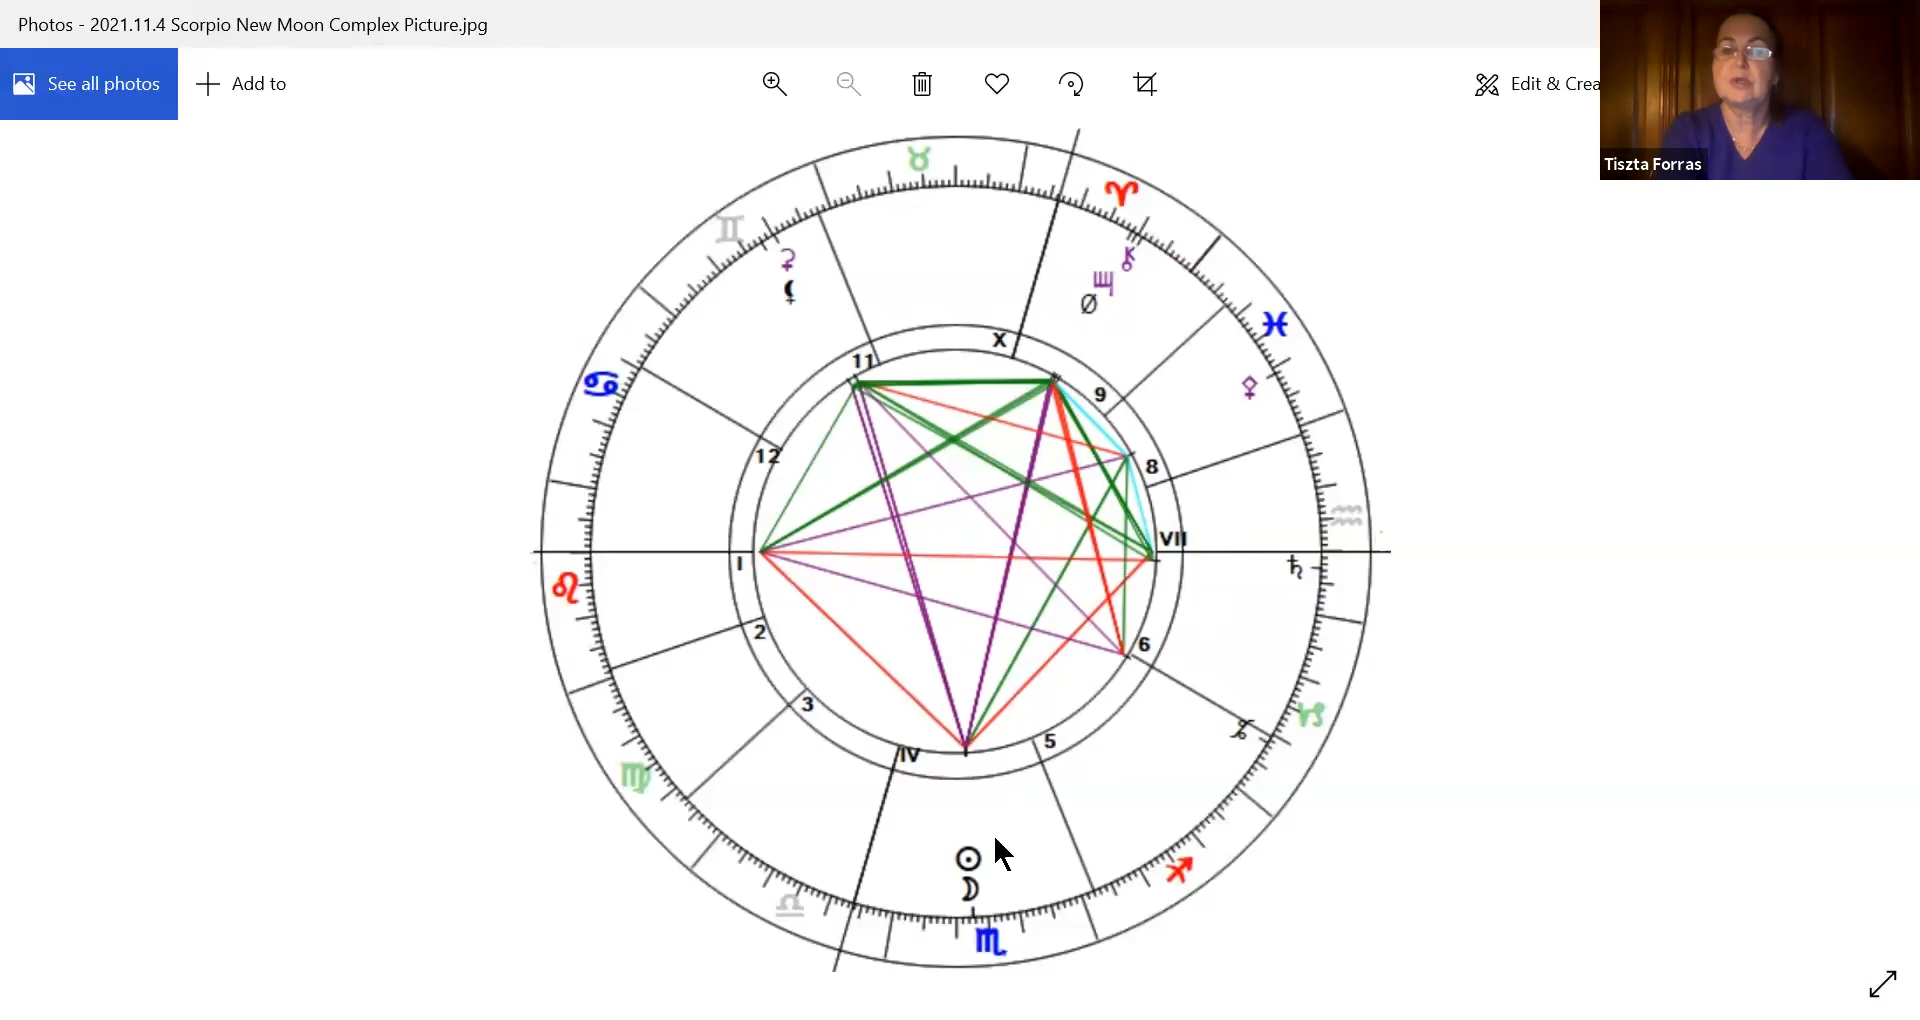 Photos - 2021.11.4 Scorpio New Moon Complex Picture.jpg
See all photos
Add to
Edit & Crea
Tiszta Forras
X
11
9
12
8
VII
I
2
6
3
IV
5